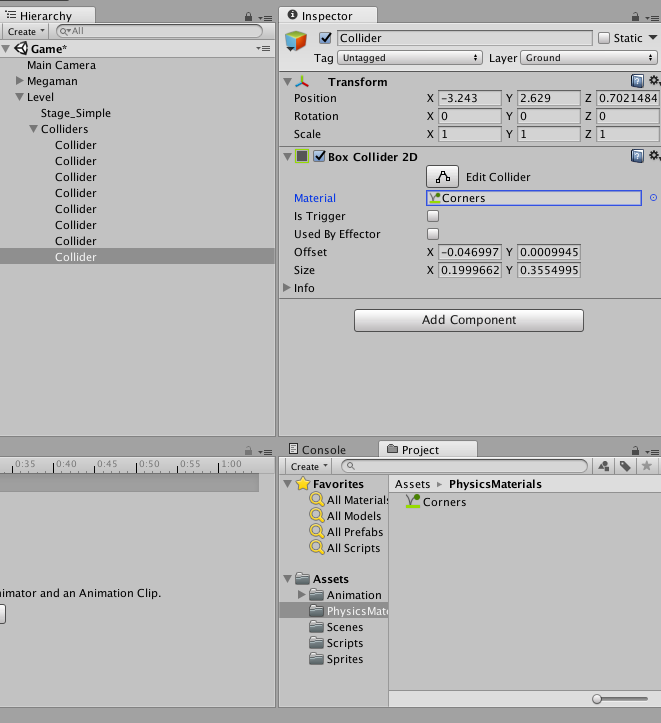 Hierarchy
Create All
Game*
Main Camera
Megaman
Level
Stage_Simple
Colliders
Collider
Collider
Collider
Collider
Collider
Collider
Collider
Collider
Inspector
Collider Static
Tag Untagged Layer Ground
Transform
Position X -3.243 Y 2.629 Z 0.7021484
Rotation X 0 Y 0 Z 0
Scale X 1 Y 1 Z 1
Box Collider 2D
Edit Collider
Material Corners
Is Trigger
Used By Effector
Offset X -0.046997 Y 0.0009945
Size X 0.1999662 Y 0.3554995
Info
Add Component
0:35 0:40 0:45 0:50 0:55 1:00
nimator and an Animation Clip.
Console Project
Create
Favorites
All Materials
All Models
All Prefabs
All Scripts
Assets
Animation
PhysicsMate
Scenes
Scripts
Sprites
Assets PhysicsMaterials
Corners